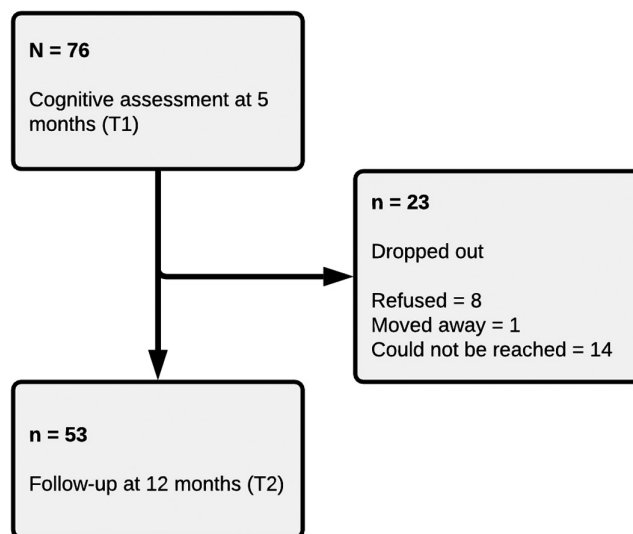 N = 76
Cognitive assessment at 5
months (T1)
n = 23
Dropped out
Refused = 8
Moved away = 1
Could not be reached = 14
n = 53
Follow-up at 12 months (T2)